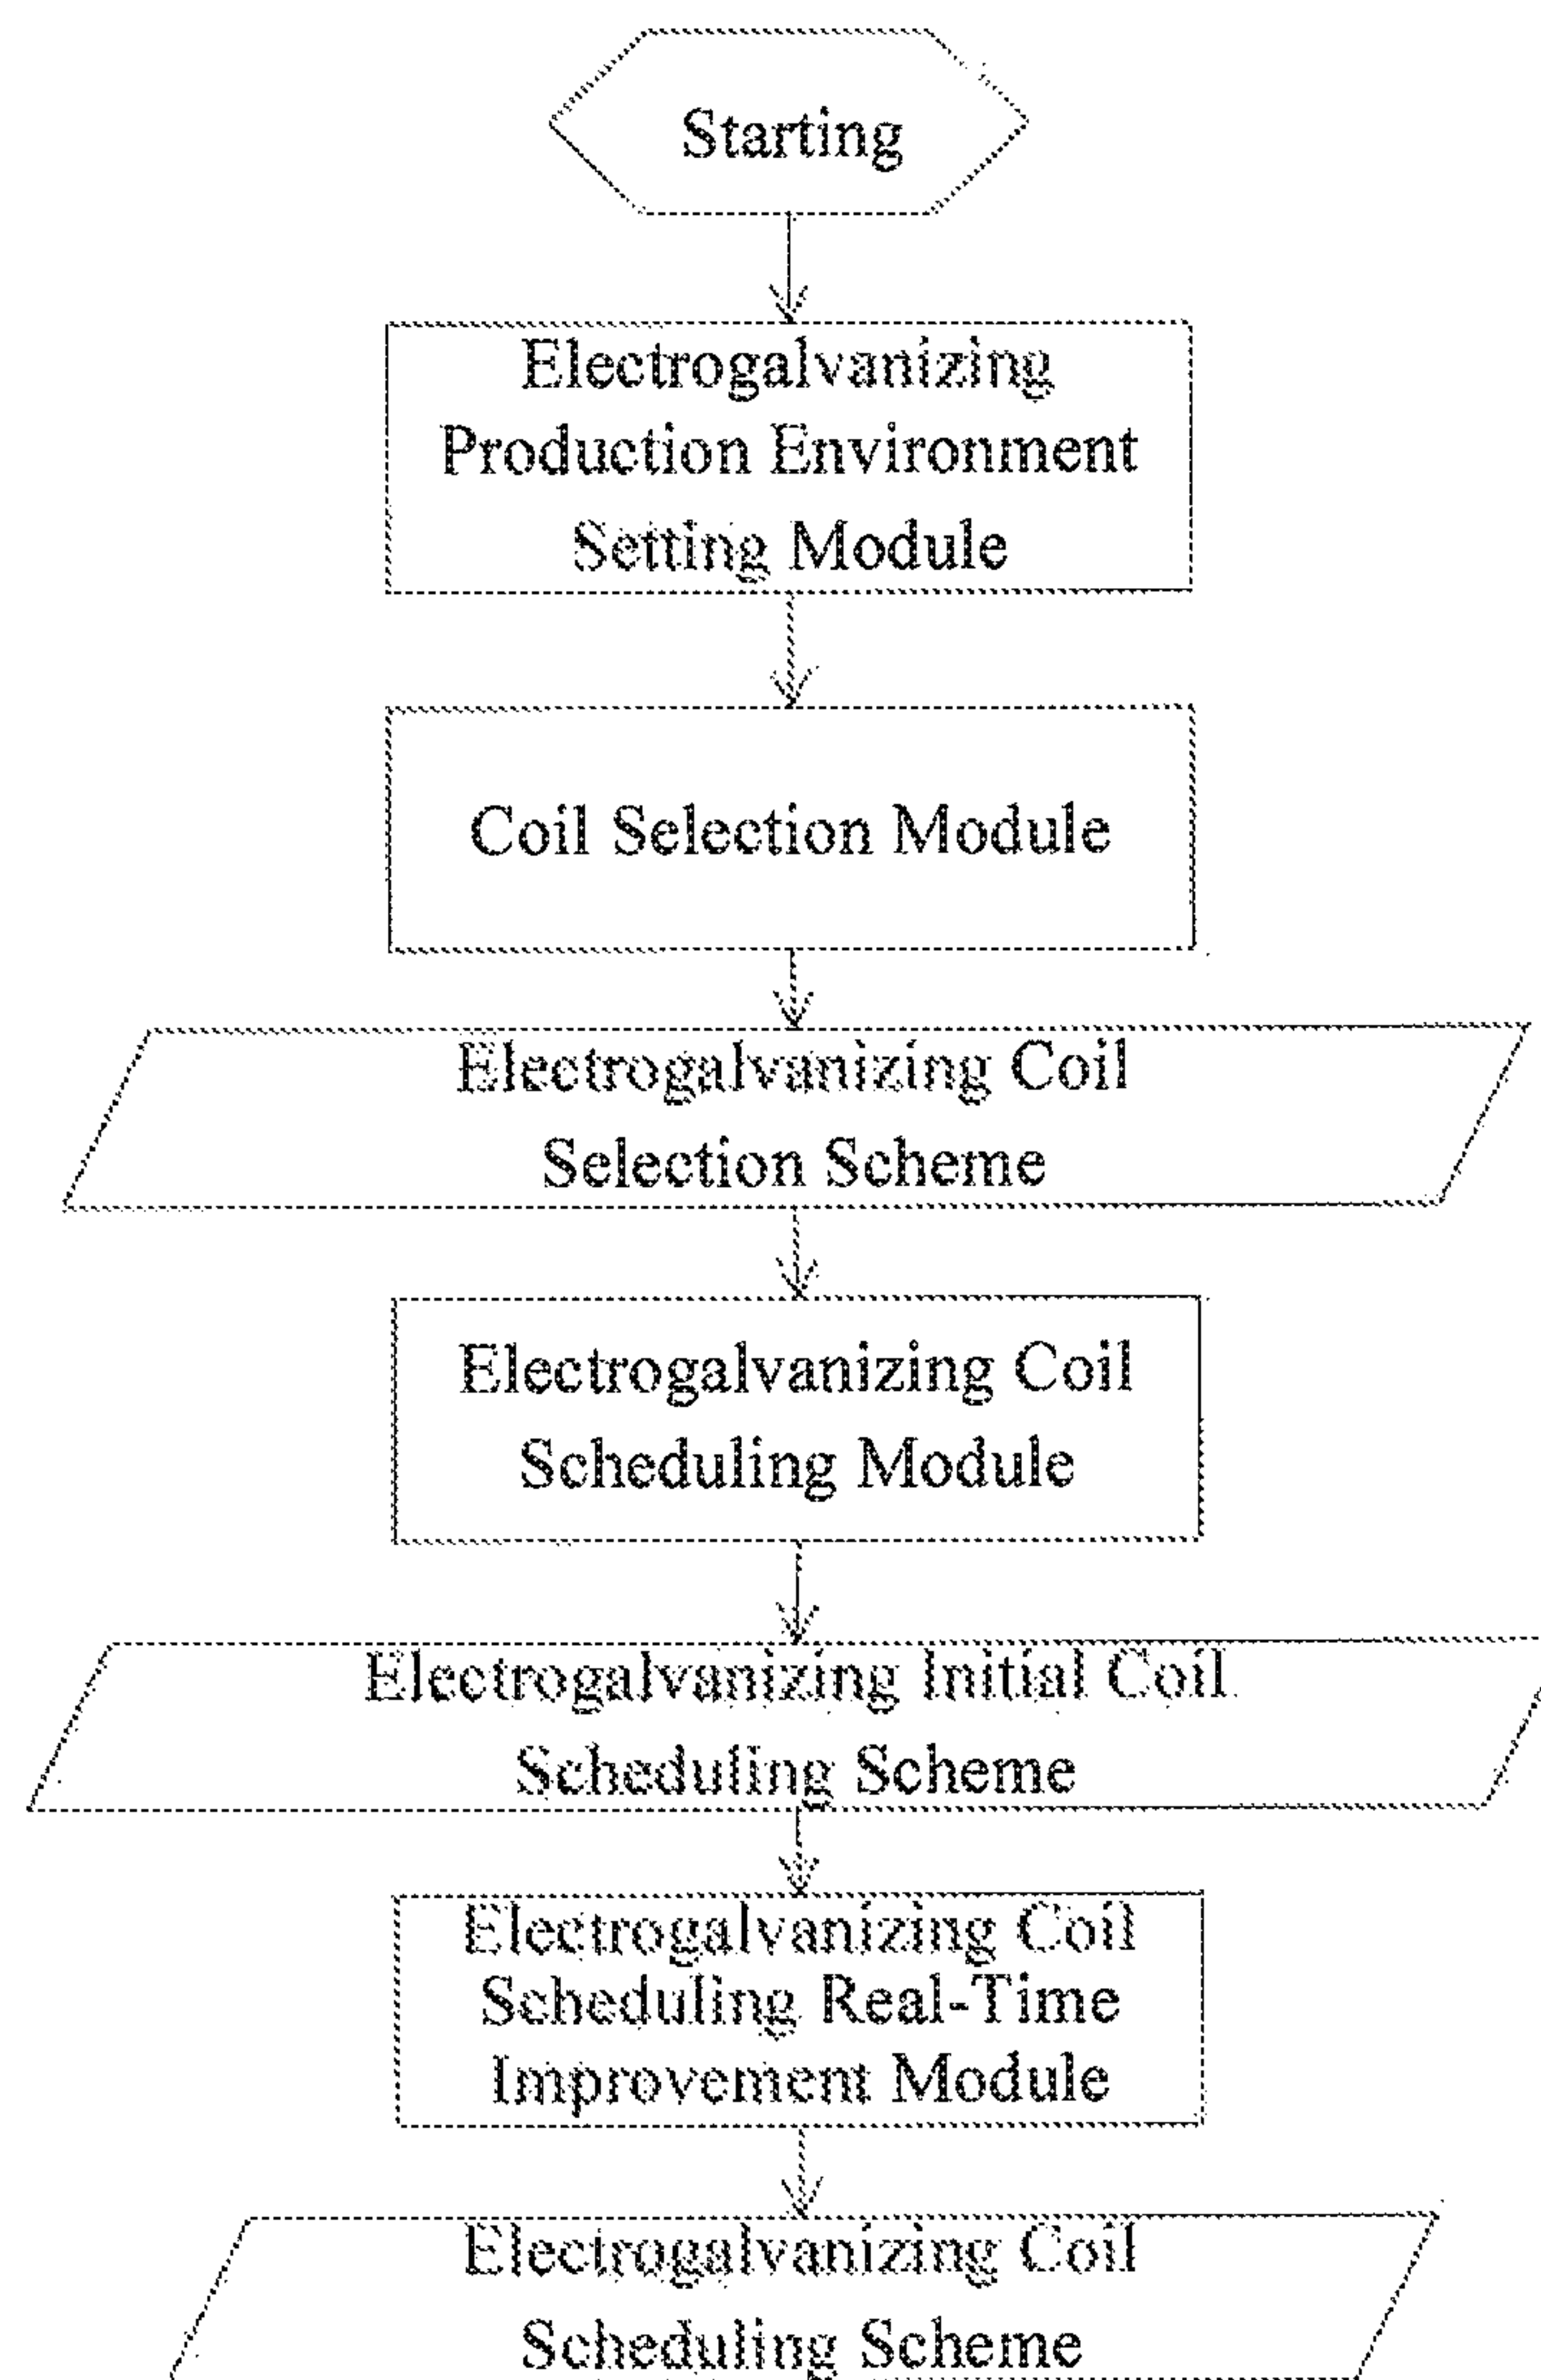 Starting
Electrogalvanizing
Production Environment
Setting Module
Coil Selection Module
Electrogalvanizing Coil
Selection Scheme
Electrogalvanizing Coil
Scheduling Module
Electrogalvanizing Initial Coil
Scheduling Scheme
Electrogalvanizing Coil
Scheduling Real-Time
Improvement Module
Electrogalvanizing Coil
Scheduling Scheme